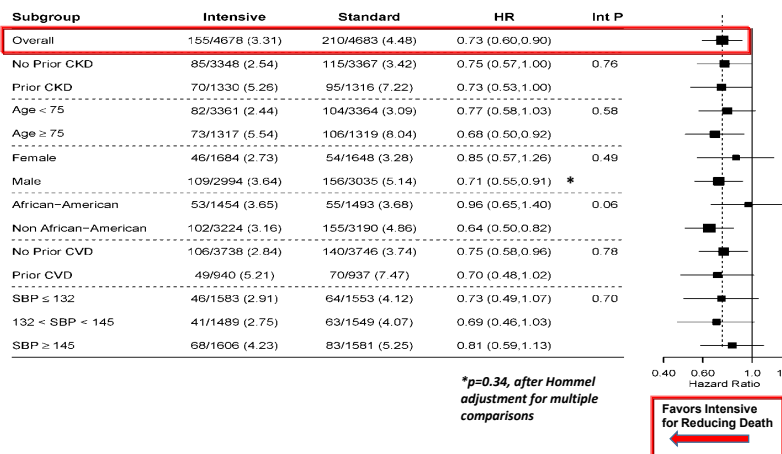 Subgroup Intensive Standard HR Int P
Overall 155/4678 (3.31) 210/4683 (4.48) 0.73 (0.60,0.90)
No Prior CKD 85/3348 (2.54) 115/3367 (3.42) 0.75 (0.57,1.00) 0.76
Prior CKD 70/1330 (5.26) 95/1316 (7.22) 0.73 (0.53,1.00)
Age < 75 82/3361 (2.44) 104/3364 (3.09) 0.77 (0.58,1.03) 0.58
Age ≥ 75 73/1317 (5.54) 106/1319 (8.04) 0.68 (0.50,0.92)
Female 46/1684 (2.73) 54/1648 (3.28) 0.85 (0.57,1.26) 0.49
Male 109/2994 (3.64) 156/3035 (5.14) 0.71 (0.55,0.91) *
African−American 53/1454 (3.65) 55/1493 (3.68) 0.96 (0.65,1.40) 0.06
Non African−American 102/3224 (3.16) 155/3190 (4.86) 0.64 (0.50,0.82)
No Prior CVD 106/3738 (2.84) 140/3746 (3.74) 0.75 (0.58,0.96) 0.78
Prior CVD 49/940 (5.21) 70/937 (7.47) 0.70 (0.48,1.02)
SBP ≤ 132 46/1583 (2.91) 64/1553 (4.12) 0.73 (0.49,1.07) 0.70
132 < SBP < 145 41/1489 (2.75) 63/1549 (4.07) 0.69 (0.46,1.03)
SBP ≥ 145 68/1606 (4.23) 83/1581 (5.25) 0.81 (0.59,1.13)
0.40 0.60 1.0
Hazard Ratio
*p=0.34, after Hommel
adjustment for multiple
comparisons
Favors Intensive
for Reducing Death